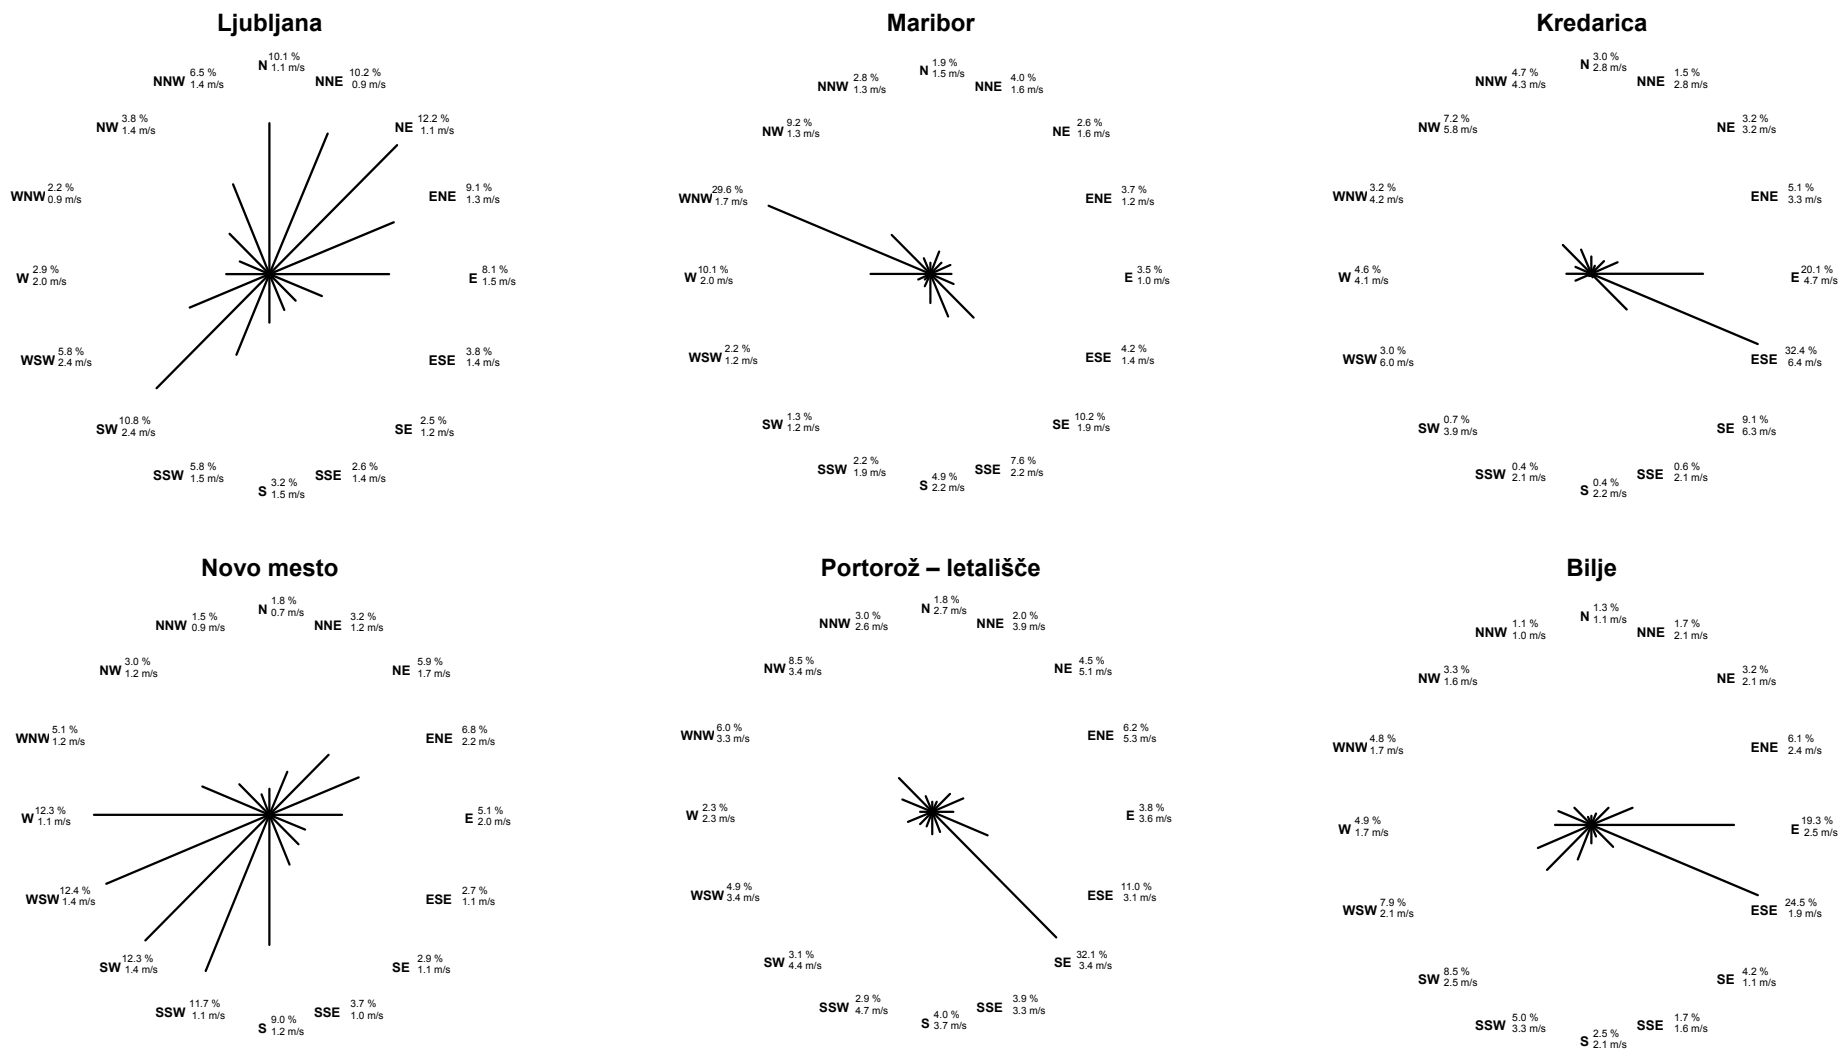 Ljubljana
N 10.1 %
1.1 m/s
NNE 10.2 %
0.9 m/s
NE 12.2 %
1.1 m/s
ENE 9.1 %
1.3 m/s
E 8.1 %
1.5 m/s
ESE 3.8 %
1.4 m/s
SE 2.5 %
1.2 m/s
SSE 2.6 %
1.4 m/s
S 3.2 %
1.5 m/s
SSW 5.8 %
1.5 m/s
SW 10.8 %
2.4 m/s
WSW 5.8 %
2.4 m/s
W 2.9 %
2.0 m/s
WNW 2.2 %
0.9 m/s
NW 3.8 %
1.4 m/s
NNW 6.5 %
1.4 m/s
Maribor
N 1.9 %
1.5 m/s
NNE 4.0 %
1.6 m/s
NE 2.6 %
1.6 m/s
ENE 3.7 %
1.2 m/s
E 3.5 %
1.0 m/s
ESE 4.2 %
1.4 m/s
SE 10.2 %
1.9 m/s
SSE 7.6 %
2.2 m/s
S 4.9 %
2.2 m/s
SSW 2.2 %
1.9 m/s
SW 1.3 %
1.2 m/s
WSW 2.2 %
1.2 m/s
W 10.1 %
2.0 m/s
WNW 29.6 %
1.7 m/s
NW 9.2 %
1.3 m/s
NNW 2.8 %
1.3 m/s
Kredarica
N 3.0 %
2.8 m/s
NNE 1.5 %
2.8 m/s
NE 3.2 %
3.2 m/s
ENE 5.1 %
3.3 m/s
E 20.1 %
4.7 m/s
ESE 32.4 %
6.4 m/s
SE 9.1 %
6.3 m/s
SSE 0.6 %
2.1 m/s
S 0.4 %
2.2 m/s
SSW 0.4 %
2.1 m/s
SW 0.7 %
3.9 m/s
WSW 3.0 %
6.0 m/s
W 4.6 %
4.1 m/s
WNW 3.2 %
4.2 m/s
NW 7.2 %
5.8 m/s
NNW 4.7 %
4.3 m/s
Novo mesto
N 1.8 %
0.7 m/s
NNE 3.2 %
1.2 m/s
NE 5.9 %
1.7 m/s
ENE 6.8 %
2.2 m/s
E 5.1 %
2.0 m/s
ESE 2.7 %
1.1 m/s
SE 2.9 %
1.1 m/s
SSE 3.7 %
1.0 m/s
S 9.0 %
1.2 m/s
SSW 11.7 %
1.1 m/s
SW 12.3 %
1.4 m/s
WSW 12.4 %
1.4 m/s
W 12.3 %
1.1 m/s
WNW 5.1 %
1.2 m/s
NW 3.0 %
1.2 m/s
NNW 1.5 %
0.9 m/s
Portorož – letališče
N 1.8 %
2.7 m/s
NNE 2.0 %
3.9 m/s
NE 4.5 %
5.1 m/s
ENE 6.2 %
5.3 m/s
E 3.8 %
3.6 m/s
ESE 11.0 %
3.1 m/s
SE 32.1 %
3.4 m/s
SSE 3.9 %
3.3 m/s
S 4.0 %
3.7 m/s
SSW 2.9 %
4.7 m/s
SW 3.1 %
4.4 m/s
WSW 4.9 %
3.4 m/s
W 2.3 %
2.3 m/s
WNW 6.0 %
3.3 m/s
NW 8.5 %
3.4 m/s
NNW 3.0 %
2.6 m/s
Bilje
N 1.3 %
1.1 m/s
NNE 1.7 %
2.1 m/s
NE 3.2 %
2.1 m/s
ENE 6.1 %
2.4 m/s
E 19.3 %
2.5 m/s
ESE 24.5 %
1.9 m/s
SE 4.2 %
1.1 m/s
SSE 1.7 %
1.6 m/s
S 2.5 %
2.1 m/s
SSW 5.0 %
3.3 m/s
SW 8.5 %
2.5 m/s
WSW 7.9 %
2.1 m/s
W 4.9 %
1.7 m/s
WNW 4.8 %
1.7 m/s
NW 3.3 %
1.6 m/s
NNW 1.1 %
1.0 m/s